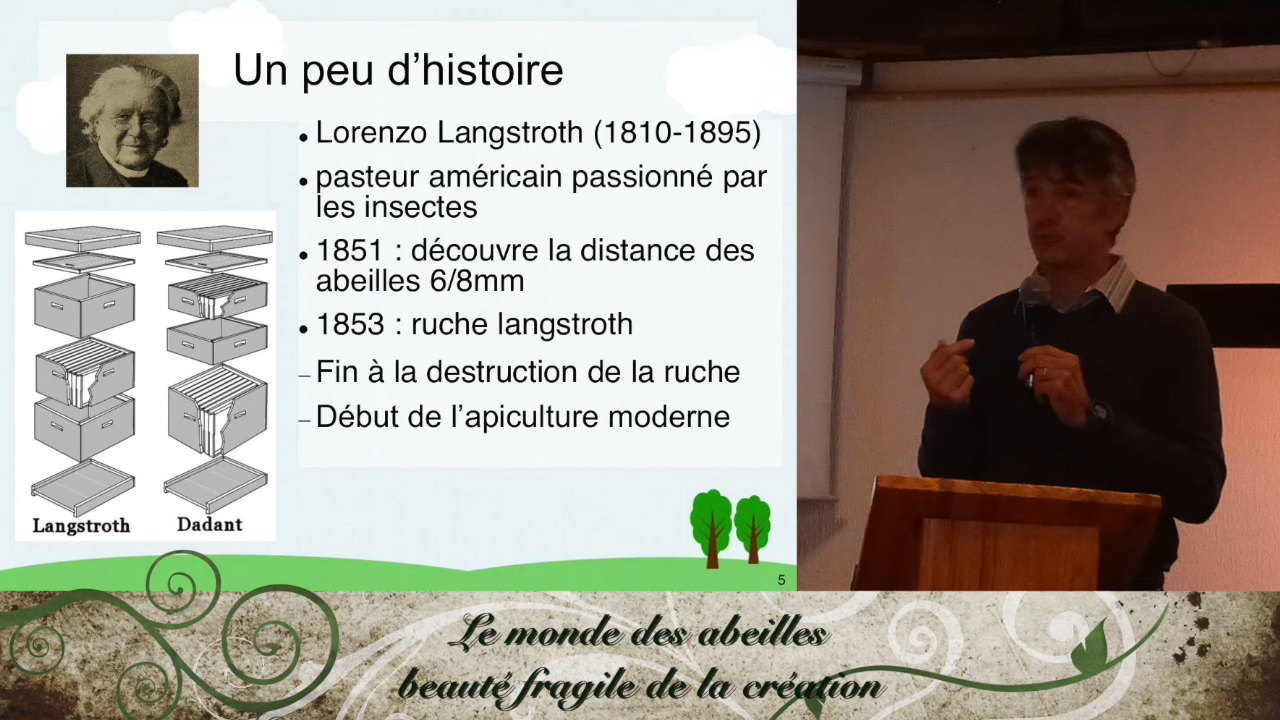 Un peu d'histoire
• Lorenzo Langstroth (1810-1895)
• pasteur américain passionné par
les insectes
• 1851 : découvre la distance des
abeilles 6/8mm
• 1853 : ruche langstroth
– Fin à la destruction de la ruche
– Début de l'apiculture moderne
Langstroth
Dadant
5
Le monde des abeilles
beauté fragile de la création